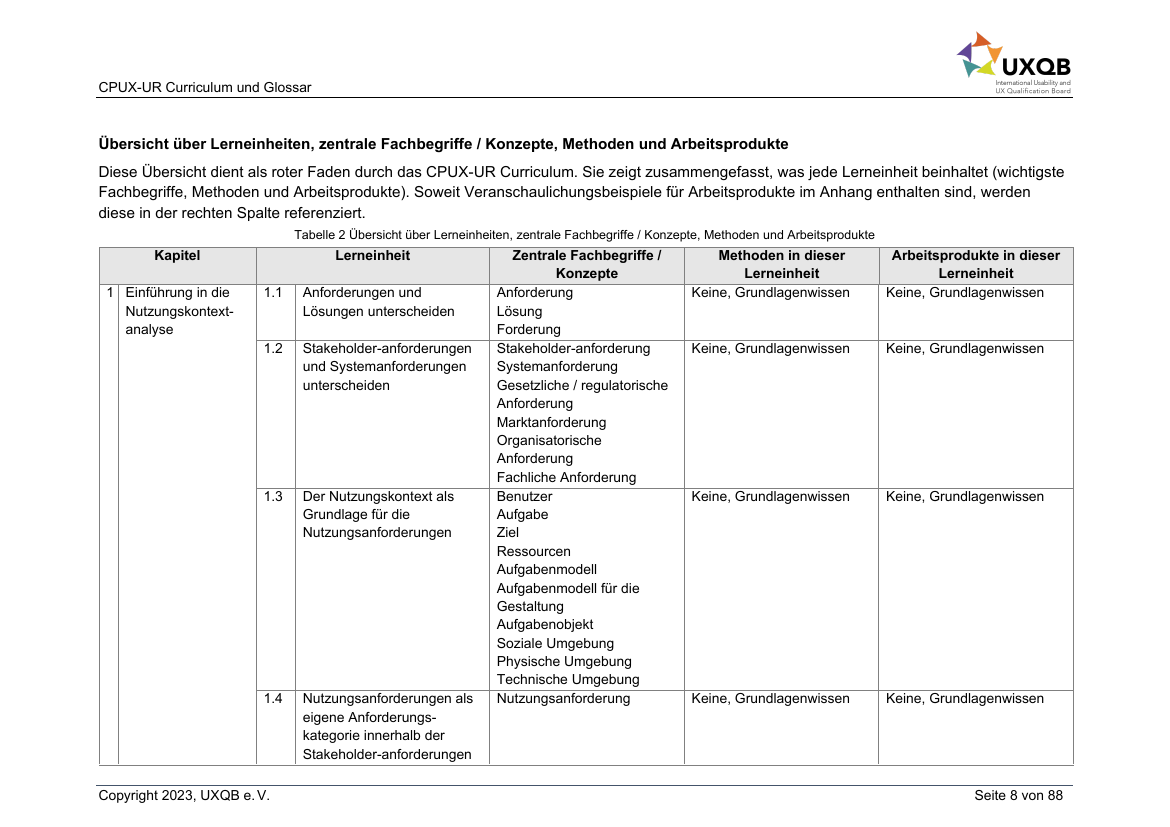 CPUX-UR Curriculum und Glossar
UXQB
International Usability and
UX Qualification Board
Übersicht über Lerneinheiten, zentrale Fachbegriffe / Konzepte, Methoden und Arbeitsprodukte
Diese Übersicht dient als roter Faden durch das CPUX-UR Curriculum. Sie zeigt zusammengefasst, was jede Lerneinheit beinhaltet (wichtigste
Fachbegriffe, Methoden und Arbeitsprodukte). Soweit Veranschaulichungsbeispiele für Arbeitsprodukte im Anhang enthalten sind, werden
diese in der rechten Spalte referenziert.
Tabelle 2 Übersicht über Lerneinheiten, zentrale Fachbegriffe / Konzepte, Methoden und Arbeitsprodukte
Kapitel
Lerneinheit
Zentrale Fachbegriffe /
Konzepte
Methoden in dieser
Lerneinheit
Arbeitsprodukte in dieser
Lerneinheit
1
Einführung in die
Nutzungskontext-
analyse
1.1
Anforderungen und
Lösungen unterscheiden
Anforderung
Lösung
Forderung
Keine, Grundlagenwissen
Keine, Grundlagenwissen
1.2
Stakeholder-anforderungen
und Systemanforderungen
unterscheiden
Stakeholder-anforderung
Systemanforderung
Gesetzliche / regulatorische
Anforderung
Marktanforderung
Organisatorische
Anforderung
Fachliche Anforderung
Keine, Grundlagenwissen
Keine, Grundlagenwissen
1.3
Der Nutzungskontext als
Grundlage für die
Nutzungsanforderungen
Benutzer
Aufgabe
Ziel
Ressourcen
Aufgabenmodell
Aufgabenmodell für die
Gestaltung
Aufgabenobjekt
Soziale Umgebung
Physische Umgebung
Technische Umgebung
Keine, Grundlagenwissen
Keine, Grundlagenwissen
1.4
Nutzungsanforderungen als
eigene Anforderungs-
kategorie innerhalb der
Stakeholder-anforderungen
Nutzungsanforderung
Keine, Grundlagenwissen
Keine, Grundlagenwissen
Copyright 2023, UXQB e. V.
Seite 8 von 88